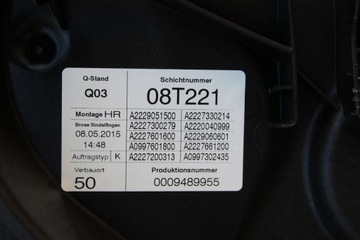 Q-Stand Schichtnummer
Q03 08T221
Montage HR A2229051500 A2227330214
Brose Sindelfingen A2227300279 A2220040999
08.05.2015 A2227601600 A2229060601
14:48 A0997601800 A2227661200
Auftragstyp K A2227200313 A0997302435
Verbauort Produktionsnummer
50 0009489955